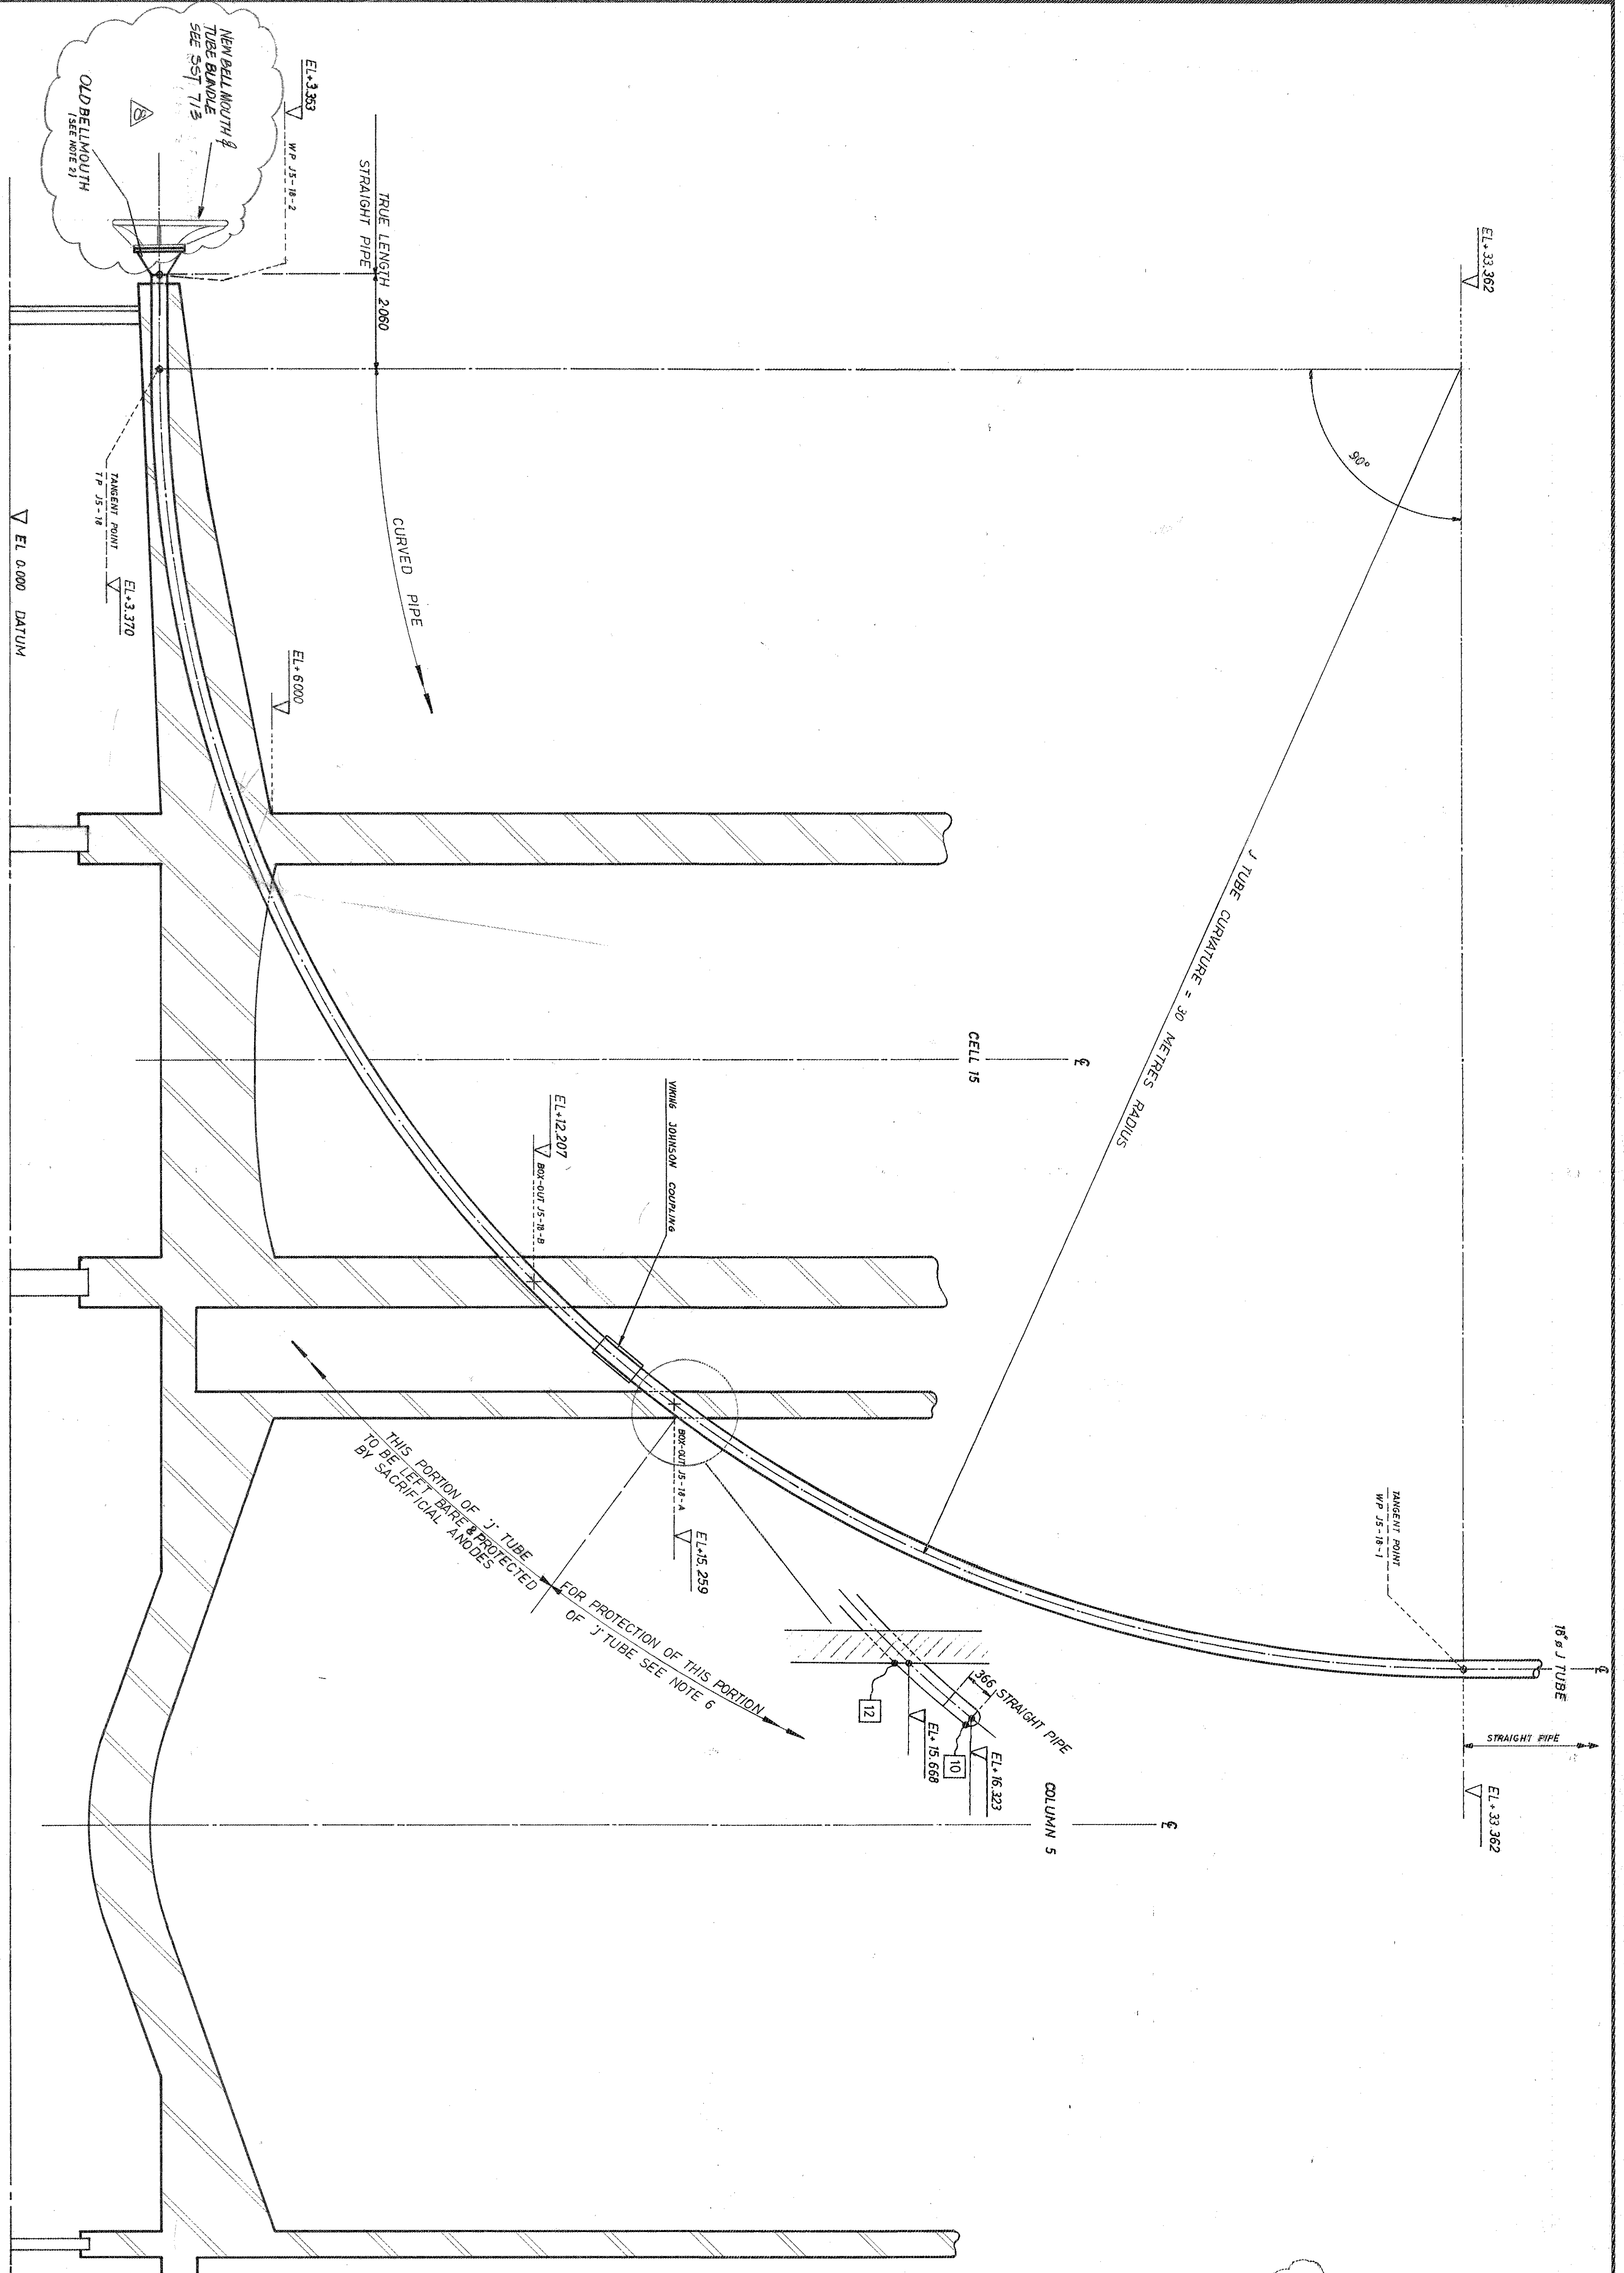 NEW BELLMOUTH &
TUBE BUNDLE
SEE SST 713
8
OLD BELLMOUTH
(SEE NOTE 2)
EL+3.353
WP J5-18-2
TRUE LENGTH 2.060
STRAIGHT PIPE
CURVED PIPE
TANGENT POINT
TP J5-18
EL+3.370
EL 0.000 DATUM
EL+6.000
EL+33.362
90°
J TUBE CURVATURE = 30 METRES RADIUS
CELL 15
℄
VIKING JOHNSON COUPLING
EL+12.207
BOX-OUT J5-18-B
BOX-OUT J5-18-A
EL+15.259
THIS PORTION OF 'J' TUBE
TO BE LEFT BARE & PROTECTED
BY SACRIFICIAL ANODES
FOR PROTECTION OF THIS PORTION
OF 'J' TUBE SEE NOTE 6
366 STRAIGHT PIPE
12
EL+15.668
10
EL+16.323
COLUMN 5
℄
TANGENT POINT
WP J5-18-1
18"ø J TUBE
℄
STRAIGHT PIPE
EL+33.362